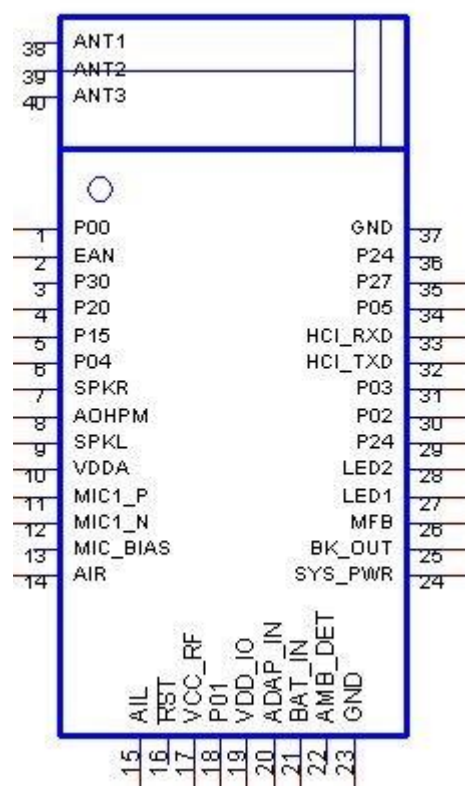 38 ANT1
39 ANT2
40 ANT3
1 P00 GND 37
2 EAN P24 36
3 P30 P27 35
4 P20 P05 34
5 P15 HCI_RXD 33
6 P04 HCI_TXD 32
7 SPKR P03 31
8 AOHPM P02 30
9 SPKL P24 29
10 VDDA LED2 28
11 MIC1_P LED1 27
12 MIC1_N MFB 26
13 MIC_BIAS BK_OUT 25
14 AIR SYS_PWR 24
AIL 15
RST 16
VCC_RF 17
P01 18
VDD_IO 19
ADAP_IN 20
BAT_IN 21
AMB_DET 22
GND 23